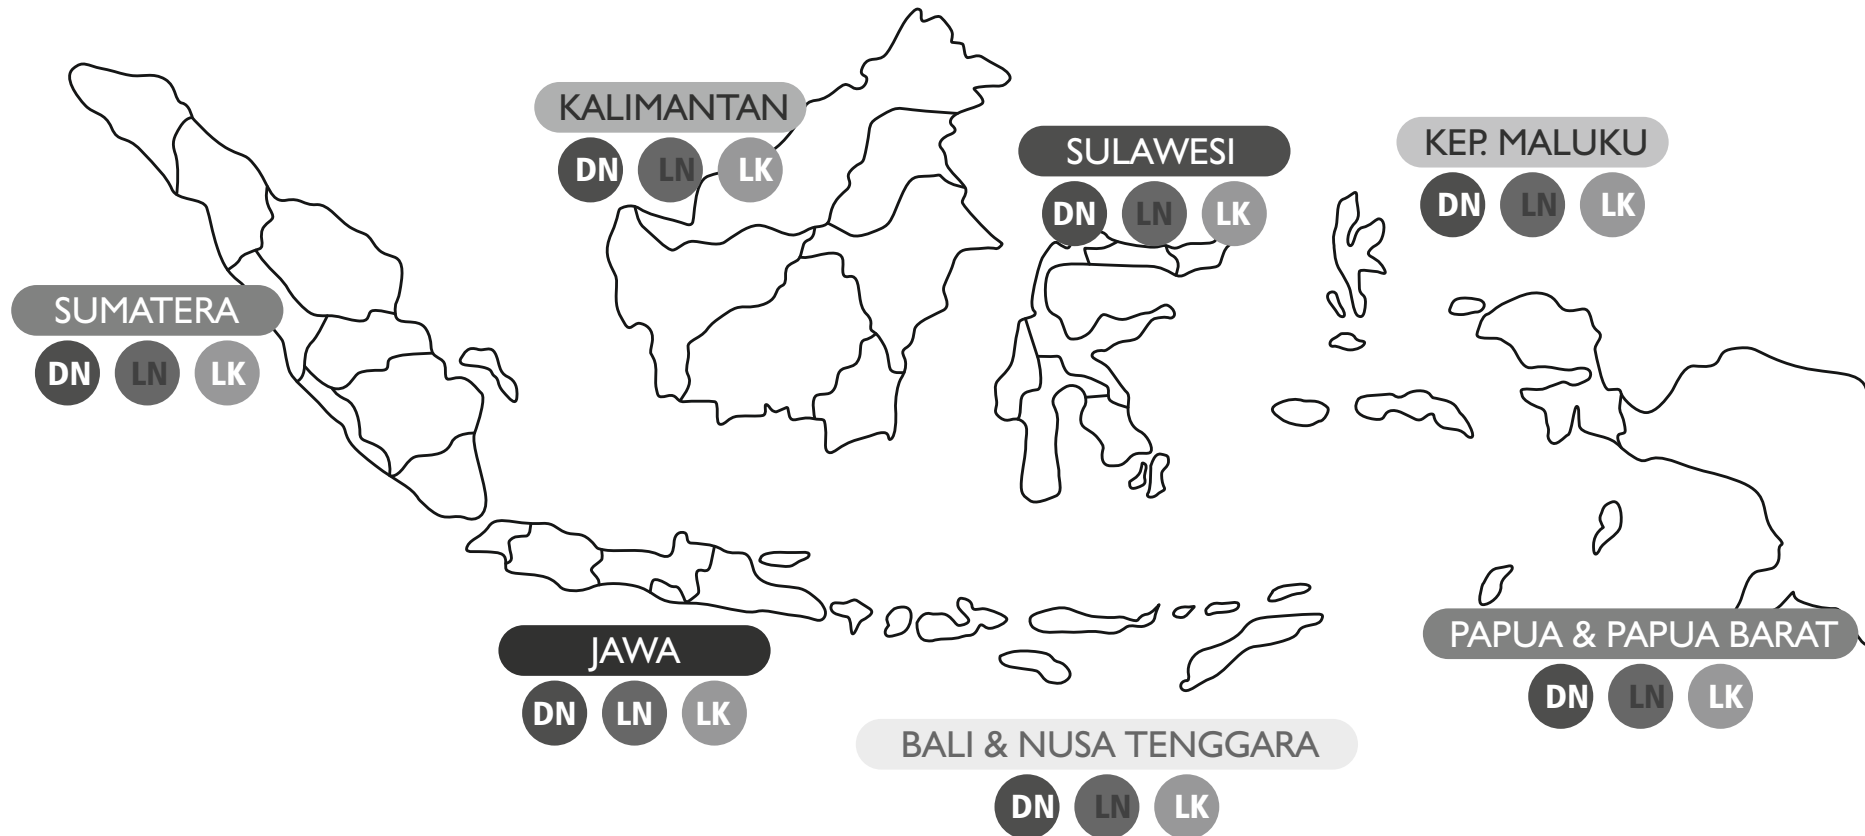 KALIMANTAN
DN LN LK
SULAWESI
DN LN LK
KEP. MALUKU
DN LN LK
SUMATERA
DN LN LK
JAWA
DN LN LK
PAPUA & PAPUA BARAT
DN LN LK
BALI & NUSA TENGGARA
DN LN LK